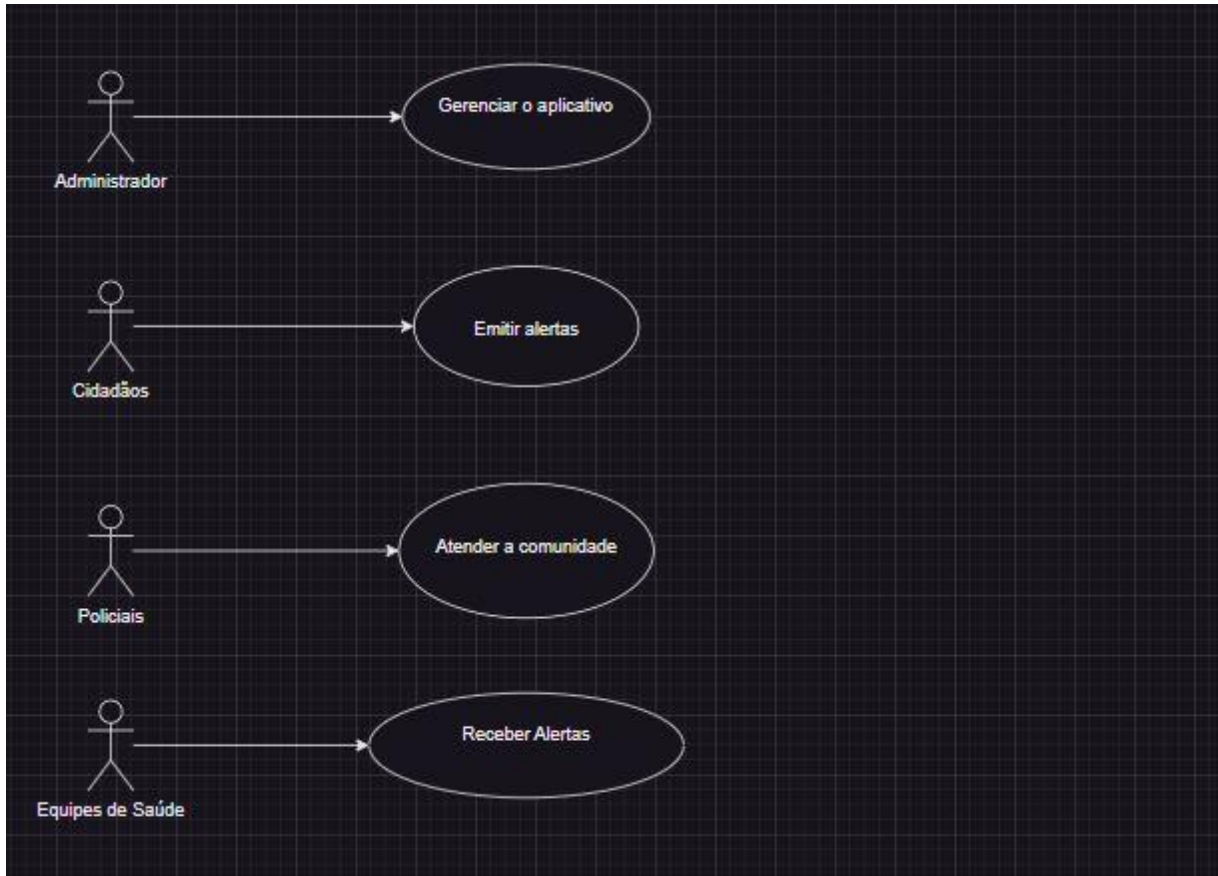 Gerenciar o aplicativo
Administrador
Emitir alertas
Cidadãos
Atender a comunidade
Policiais
Receber Alertas
Equipes de Saúde